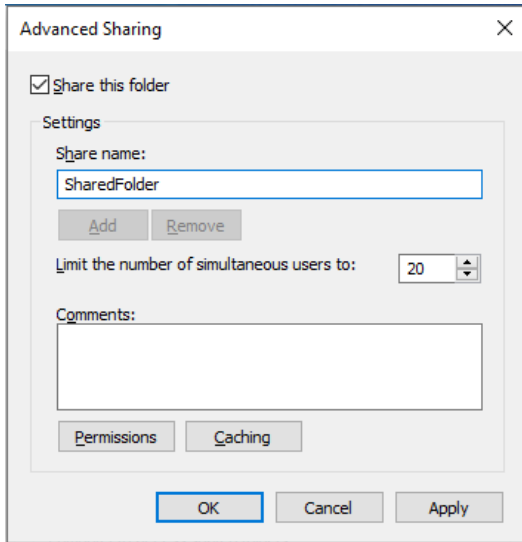 Advanced Sharing
Share this folder
Settings
Share name:
SharedFolder
Add Remove
Limit the number of simultaneous users to: 20
Comments:
Permissions Caching
OK Cancel Apply